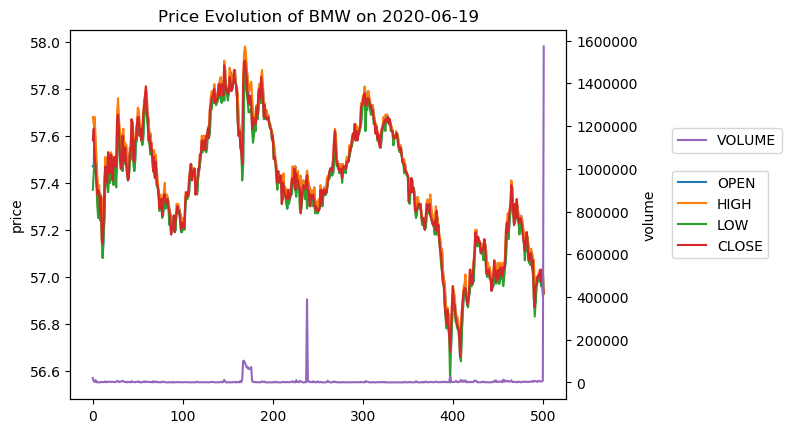 Price Evolution of BMW on 2020-06-19
58.0
57.8
57.6
57.4
57.2
57.0
56.8
56.6
price
0
100
200
300
400
500
1600000
1400000
1200000
1000000
800000
600000
400000
200000
0
volume
VOLUME
OPEN
HIGH
LOW
CLOSE